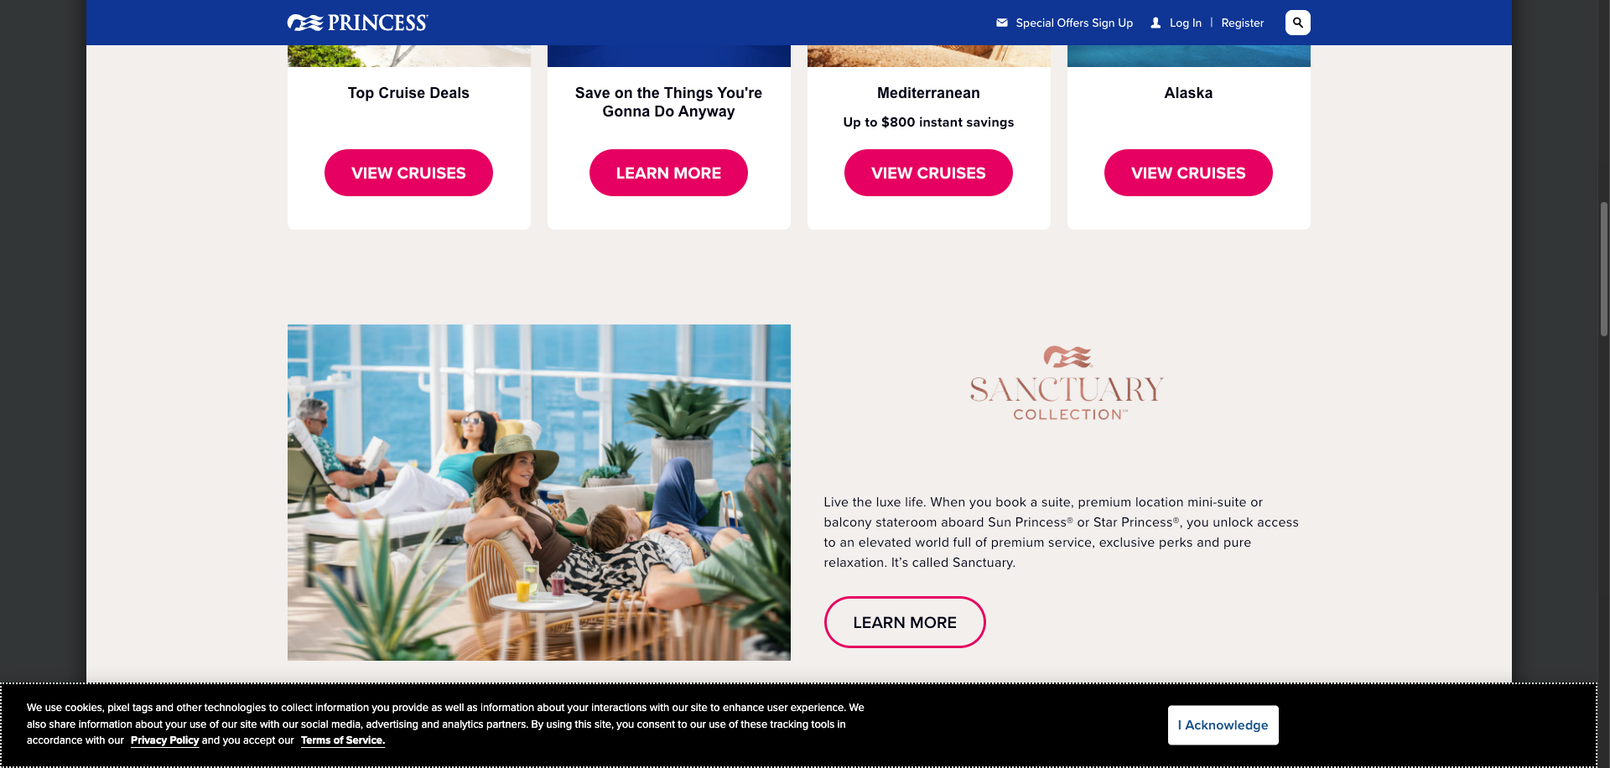 PRINCESS
Special Offers Sign Up
Log In | Register
Top Cruise Deals
VIEW CRUISES
Save on the Things You're
Gonna Do Anyway
LEARN MORE
Mediterranean
Up to $800 instant savings
VIEW CRUISES
Alaska
VIEW CRUISES
SANCTUARY
COLLECTION™
Live the luxe life. When you book a suite, premium location mini-suite or
balcony stateroom aboard Sun Princess® or Star Princess®, you unlock access
to an elevated world full of premium service, exclusive perks and pure
relaxation. It’s called Sanctuary.
LEARN MORE
We use cookies, pixel tags and other technologies to collect information you provide as well as information about your interactions with our site to enhance user experience. We
also share information about your use of our site with our social media, advertising and analytics partners. By using this site, you consent to our use of these tracking tools in
accordance with our Privacy Policy and you accept our Terms of Service.
I Acknowledge